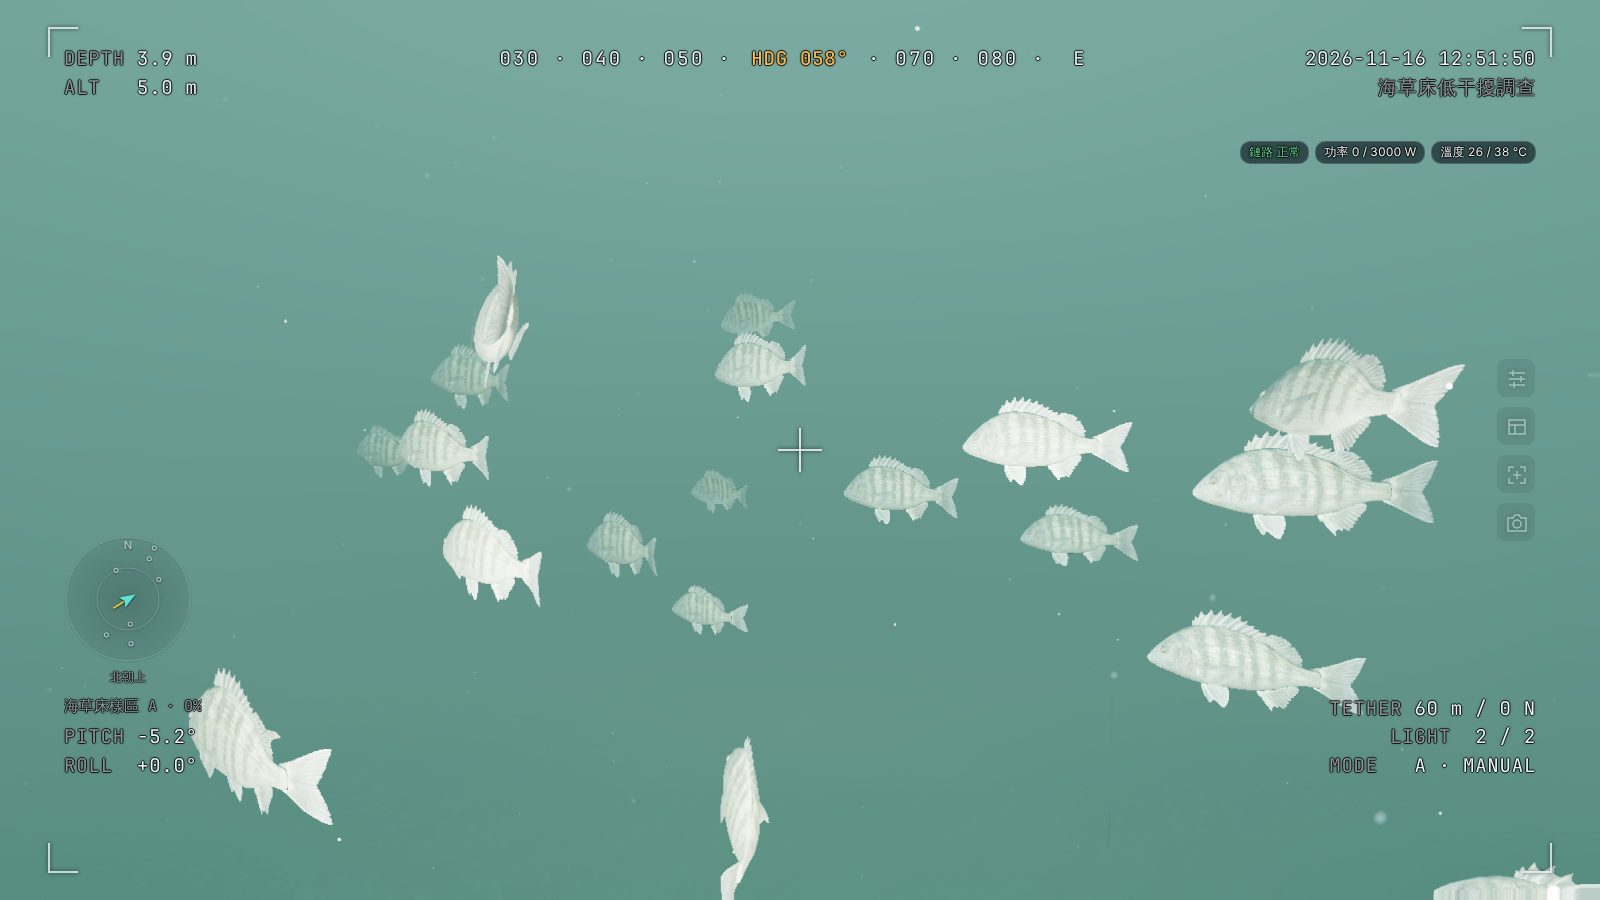 DEPTH 3.9 m
ALT 5.0 m
030 · 040 · 050 · HDG 058° · 070 · 080 · E
2026-11-16 12:51:50
海草床低干擾調查
鏈路 正常
功率 0 / 3000 W
溫度 26 / 38 °C
N
北朝上
海草床樣區 A · 0%
PITCH -5.2°
ROLL +0.0°
TETHER 60 m / 0 N
LIGHT 2 / 2
MODE A · MANUAL